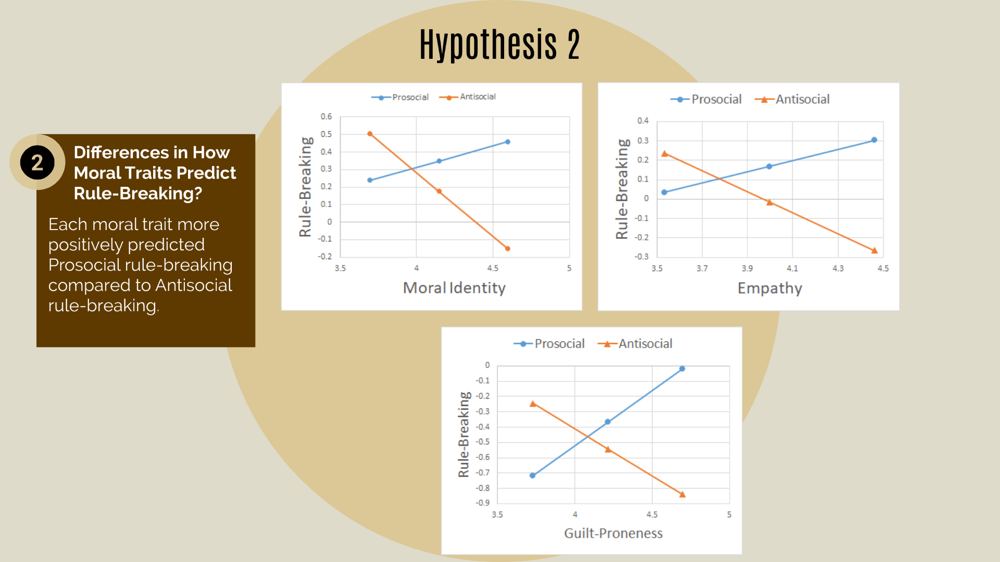 Hypothesis 2
2
Differences in How
Moral Traits Predict
Rule-Breaking?
Each moral trait more
positively predicted
Prosocial rule-breaking
compared to Antisocial
rule-breaking.
Prosocial Antisocial
Rule-Breaking
0.6
0.5
0.4
0.3
0.2
0.1
0
-0.1
-0.2
3.5 4 4.5 5
Moral Identity
Prosocial Antisocial
Rule-Breaking
0.4
0.3
0.2
0.1
0
-0.1
-0.2
-0.3
3.5 3.7 3.9 4.1 4.3 4.5
Empathy
Prosocial Antisocial
Rule-Breaking
0
-0.1
-0.2
-0.3
-0.4
-0.5
-0.6
-0.7
-0.8
-0.9
3.5 4 4.5 5
Guilt-Proneness